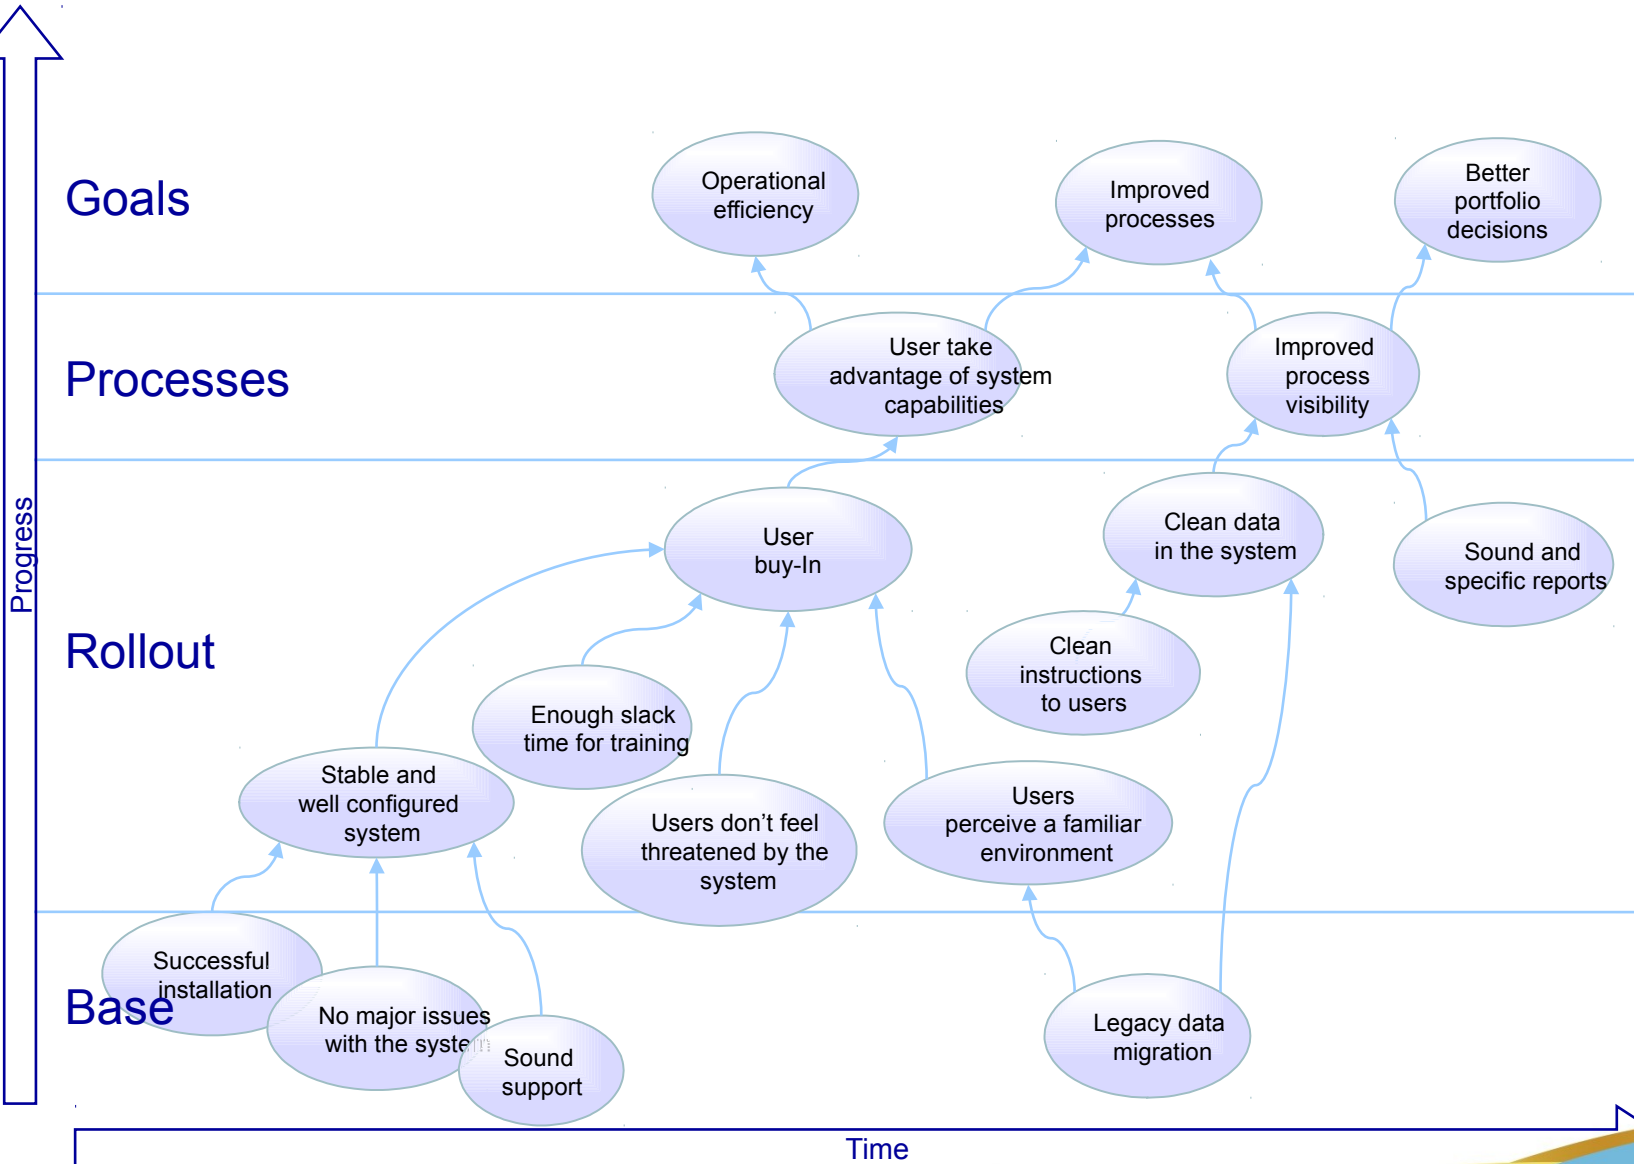 Goals
Operational
efficiency
Improved
processes
Better
portfolio
decisions
Processes
User take
advantage of system
capabilities
Improved
process
visibility
Progress
Rollout
User
buy-In
Clean data
in the system
Sound and
specific reports
Clean
instructions
to users
Enough slack
time for training
Stable and
well configured
system
Users don’t feel
threatened by the
system
Users
perceive a familiar
environment
Base
Successful
installation
No major issues
with the system
Sound
support
Legacy data
migration
Time